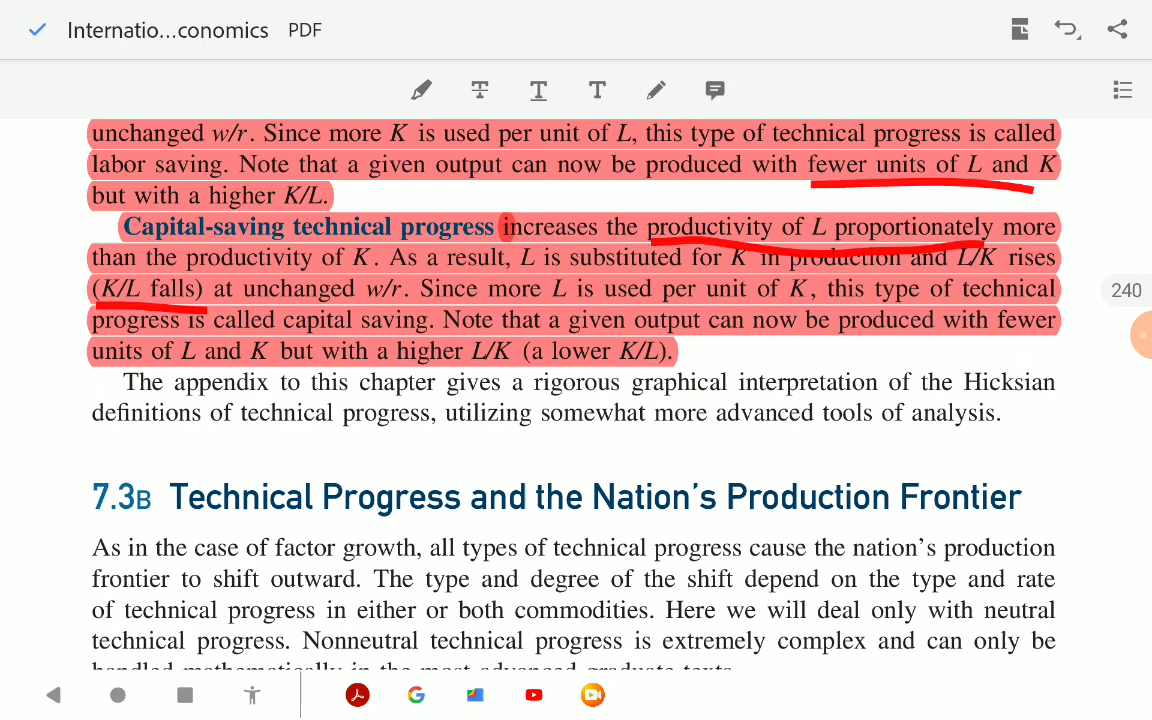 Internatio...conomics PDF
unchanged w/r. Since more K is used per unit of L, this type of technical progress is called
labor saving. Note that a given output can now be produced with fewer units of L and K
but with a higher K/L.
Capital-saving technical progress increases the productivity of L proportionately more
than the productivity of K. As a result, L is substituted for K in production and L/K rises
(K/L falls) at unchanged w/r. Since more L is used per unit of K, this type of technical
progress is called capital saving. Note that a given output can now be produced with fewer
units of L and K but with a higher L/K (a lower K/L).
240
The appendix to this chapter gives a rigorous graphical interpretation of the Hicksian
definitions of technical progress, utilizing somewhat more advanced tools of analysis.
7.3B Technical Progress and the Nation's Production Frontier
As in the case of factor growth, all types of technical progress cause the nation's production
frontier to shift outward. The type and degree of the shift depend on the type and rate
of technical progress in either or both commodities. Here we will deal only with neutral
technical progress. Nonneutral technical progress is extremely complex and can only be
handled mathematically in the most advanced graduate texts.